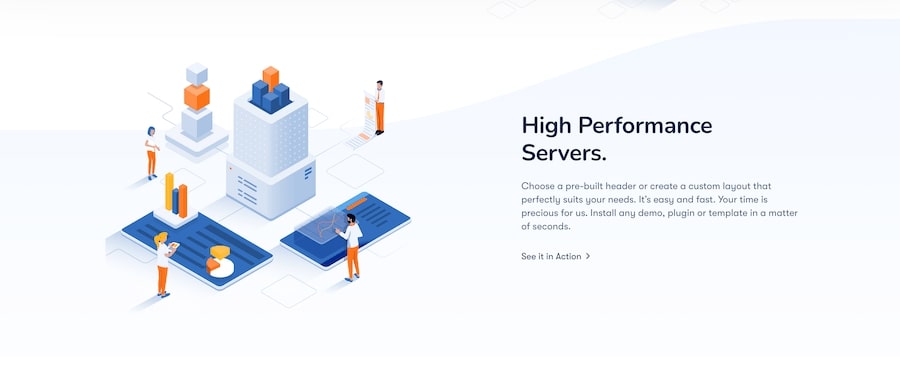 High Performance
Servers.
Choose a pre-built header or create a custom layout that
perfectly suits your needs. It's easy and fast. Your time is
precious for us. Install any demo, plugin or template in a matter
of seconds.
See it in Action